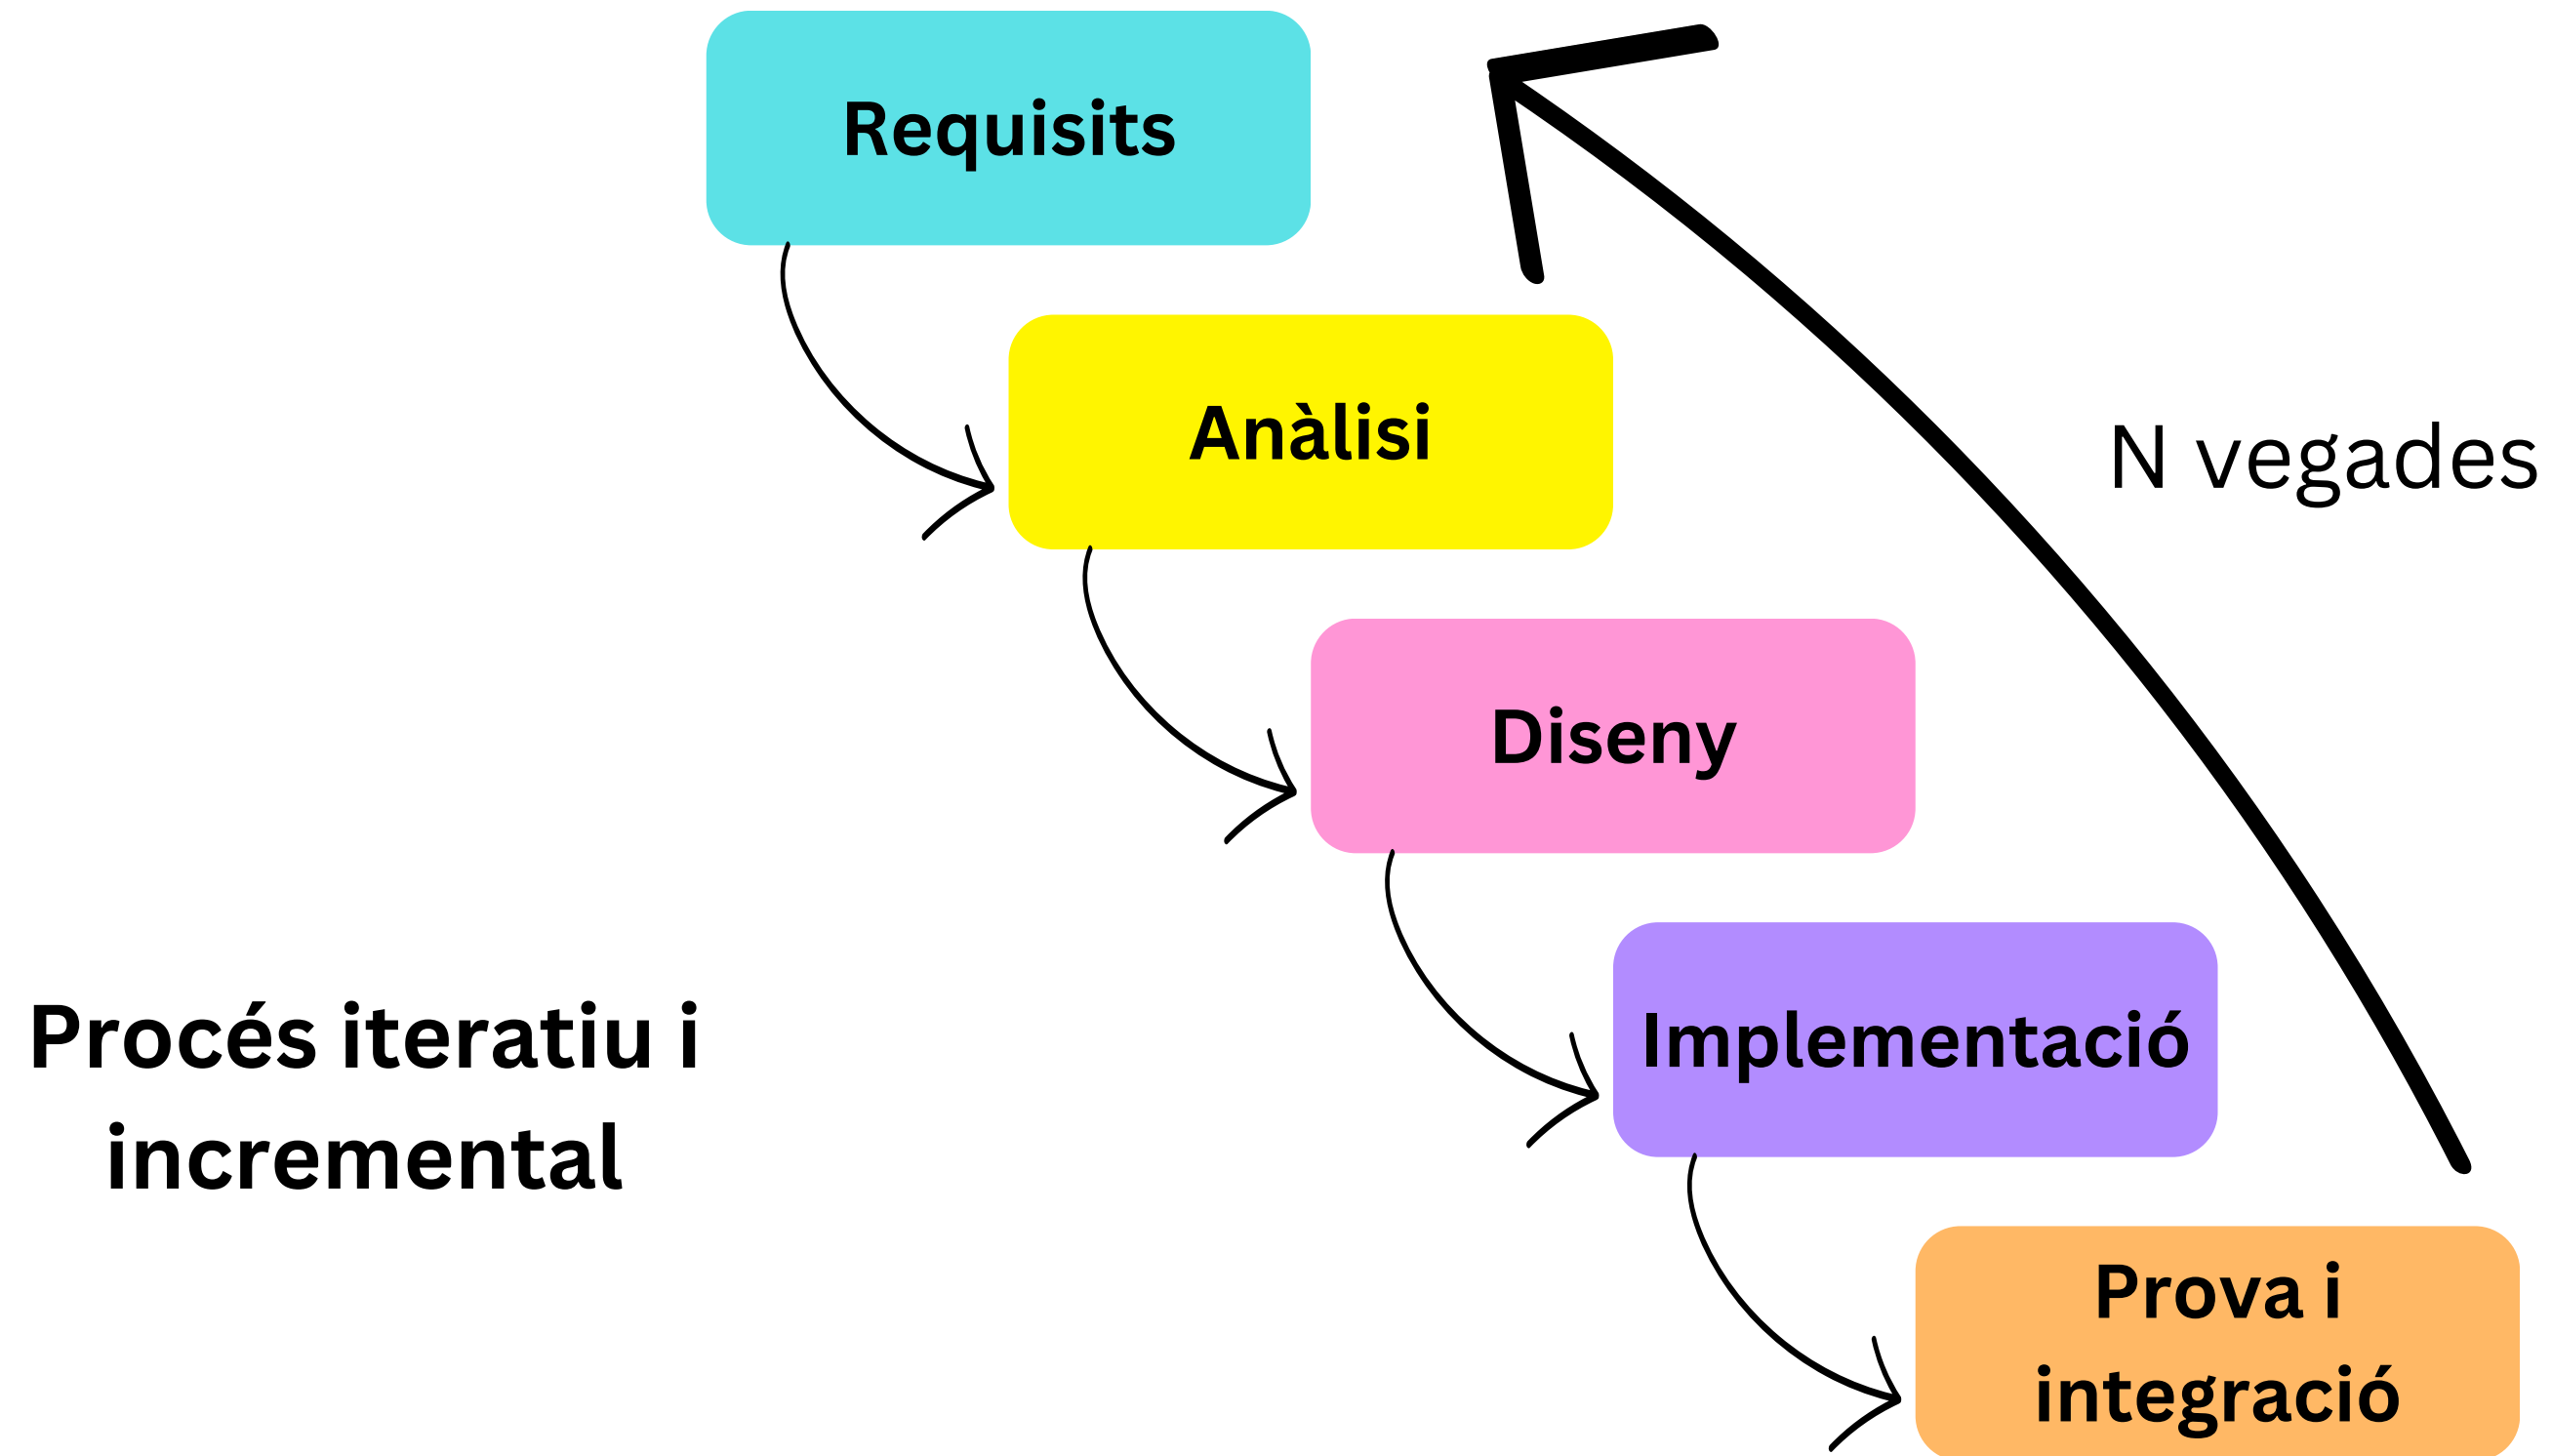 Requisits
Anàlisi
N vegades
Diseny
Procés iteratiu i
incremental
Implementació
Prova i
integració